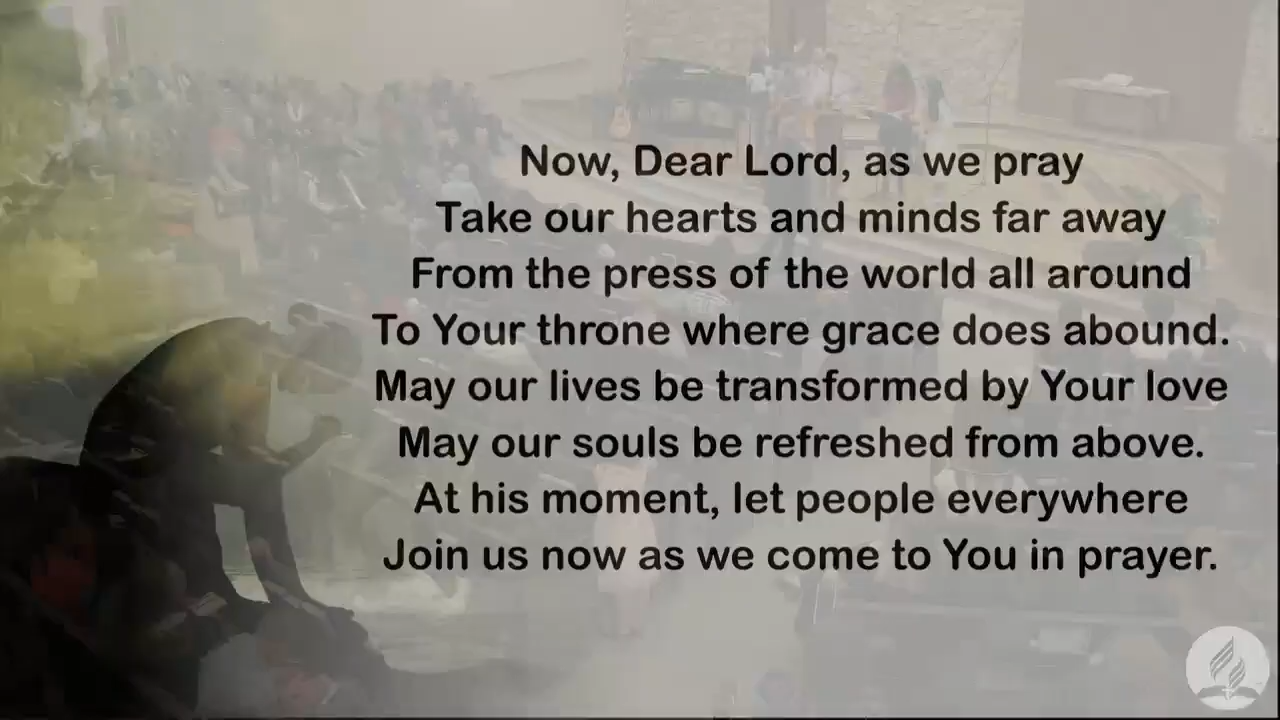 Now, Dear Lord, as we pray
Take our hearts and minds far away
From the press of the world all around
To Your throne where grace does abound.
May our lives be transformed by Your love
May our souls be refreshed from above.
At his moment, let people everywhere
Join us now as we come to You in prayer.